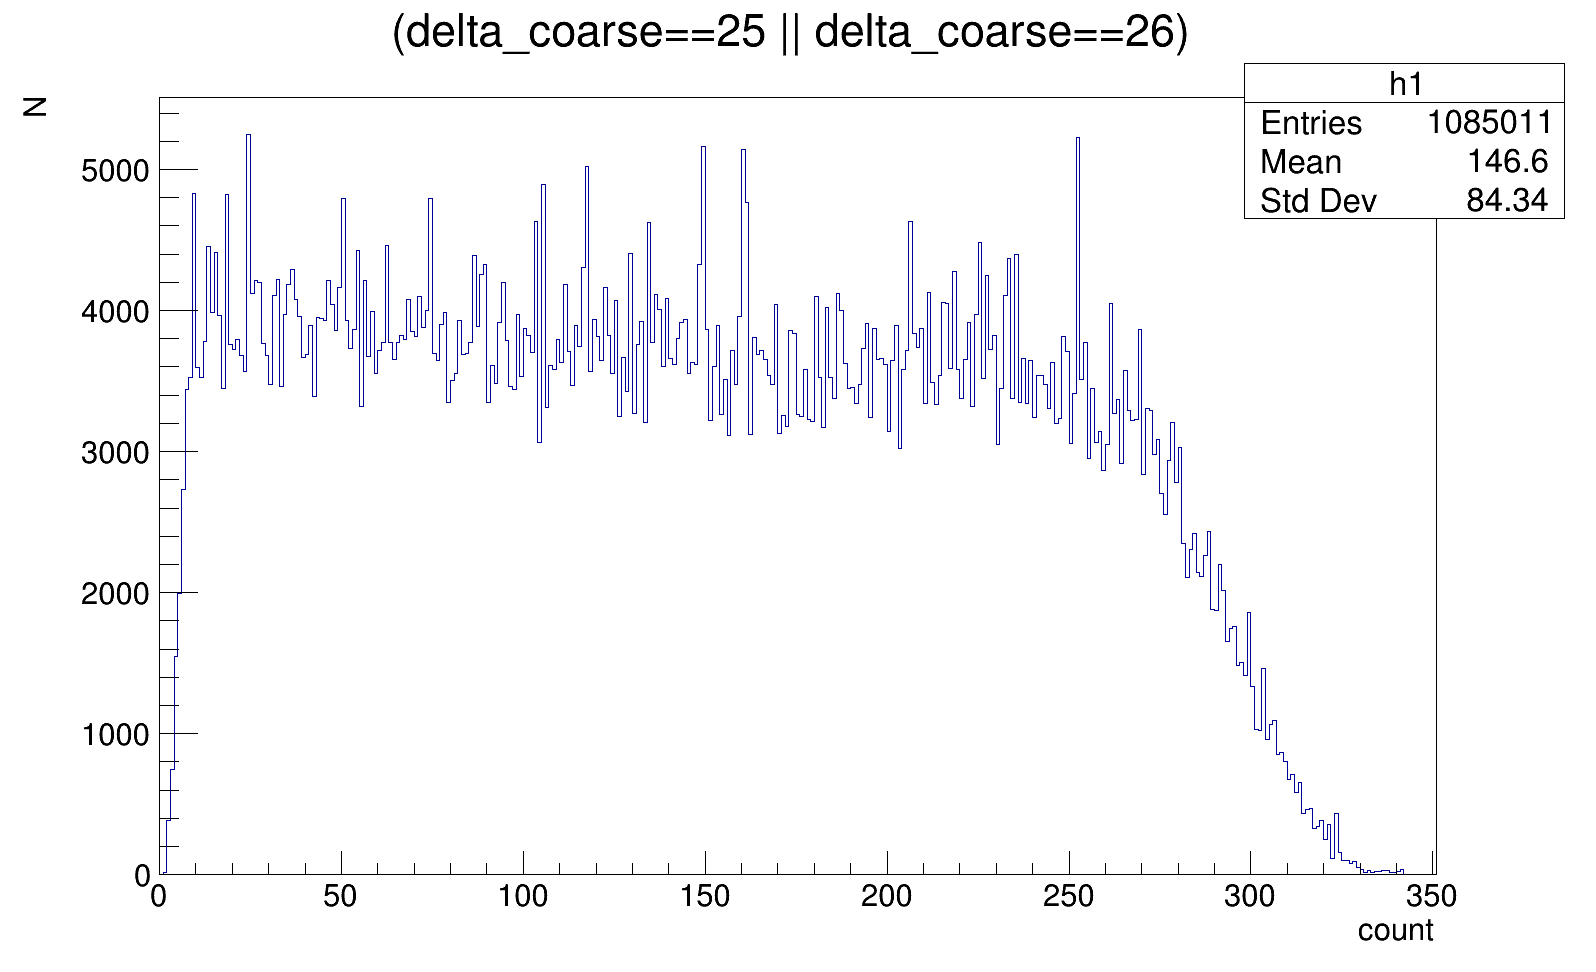 (delta_coarse==25 || delta_coarse==26)
h1
Entries 1085011
Mean 146.6
Std Dev 84.34
N
5000
4000
3000
2000
1000
0
0 50 100 150 200 250 300 350
count